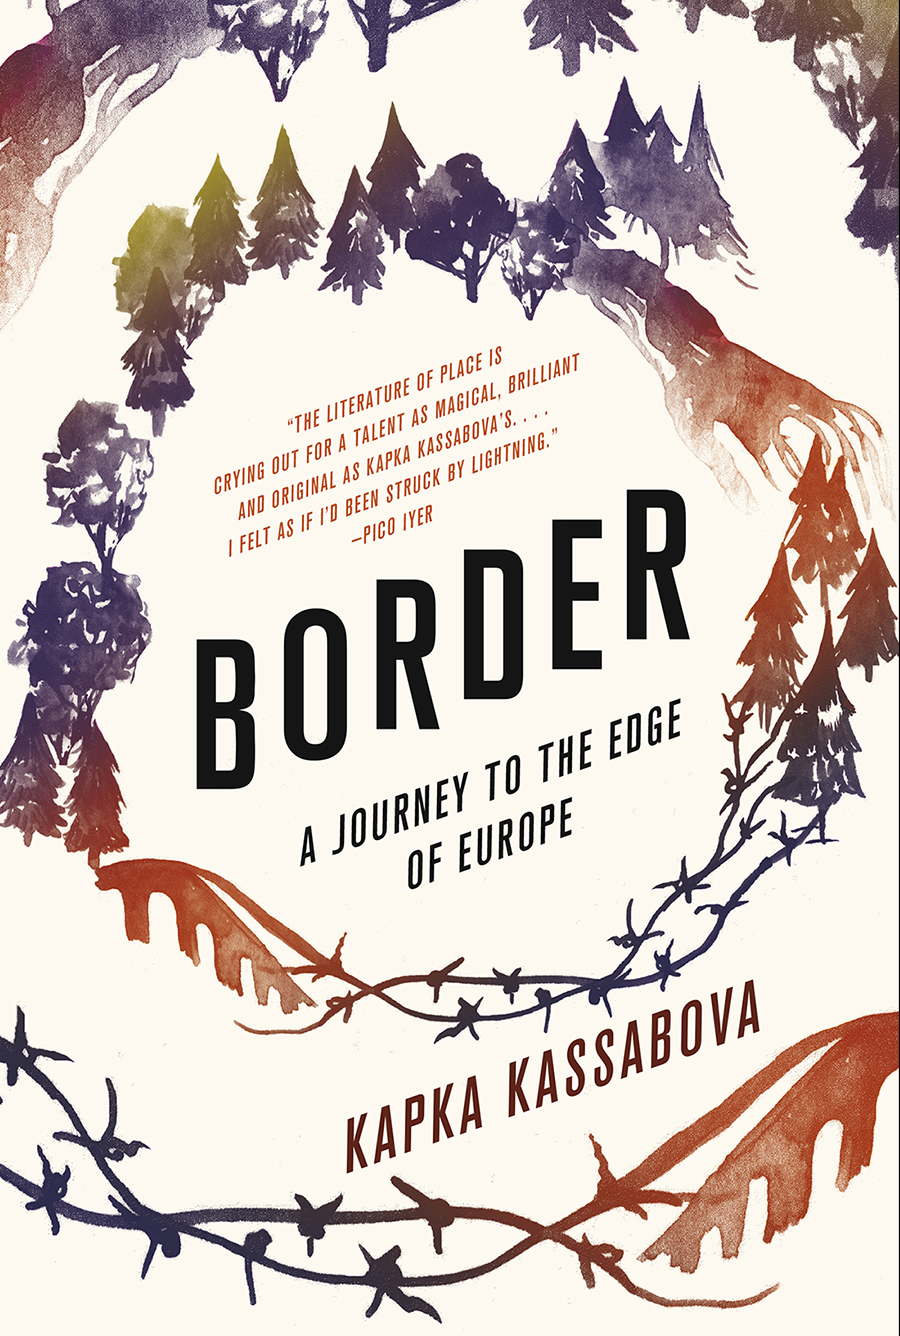 “THE LITERATURE OF PLACE IS
CRYING OUT FOR A TALENT AS MAGICAL, BRILLIANT
AND ORIGINAL AS KAPKA KASSABOVA’S. . . .
I FELT AS IF I’D BEEN STRUCK BY LIGHTNING.”
–PICO IYER
BORDER
A JOURNEY TO THE EDGE
OF EUROPE
KAPKA KASSABOVA